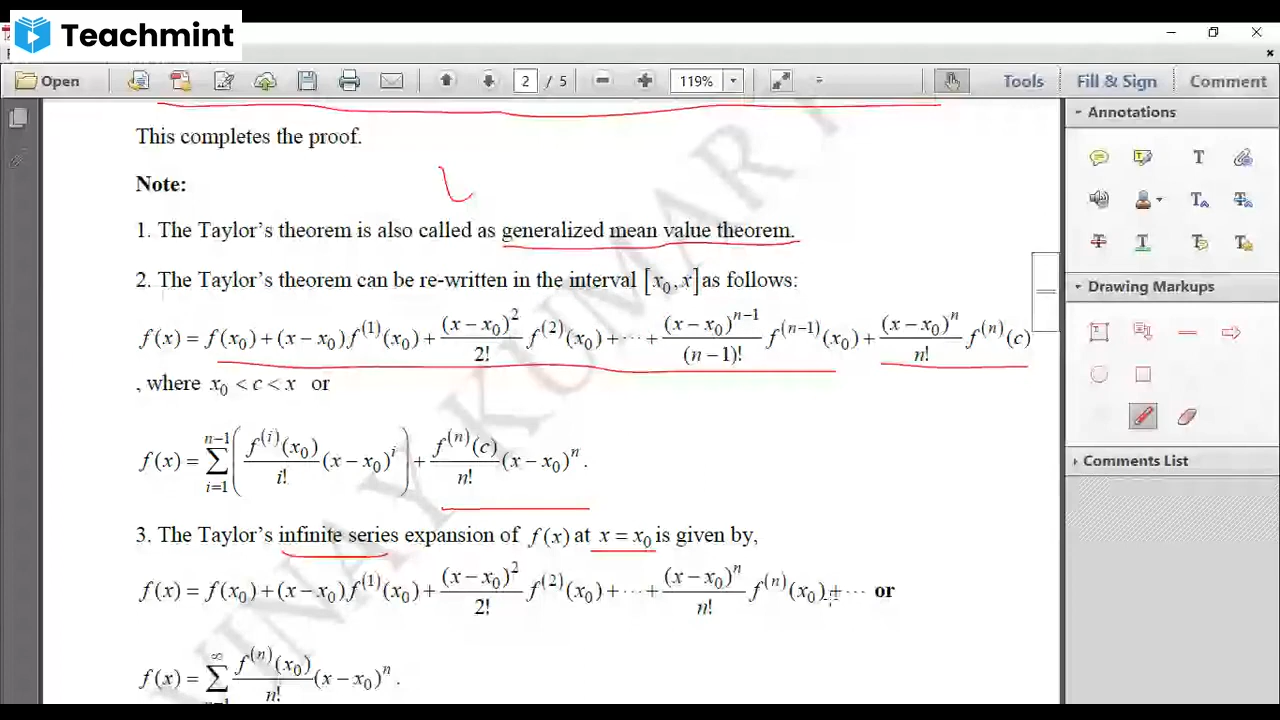 Teachmint
Open
2 / 5
119%
Tools
Fill & Sign
Comment
Annotations
This completes the proof.
Note:
1. The Taylor's theorem is also called as generalized mean value theorem.
2. The Taylor's theorem can be re-written in the interval [x₀, x] as follows:
f(x) = f(x₀) + (x − x₀) f^(1)(x₀) + (x − x₀)²/2! f^(2)(x₀) + ⋯ + (x − x₀)^(n−1)/(n−1)! f^(n−1)(x₀) + (x − x₀)^n/n! f^(n)(c)
, where x₀ < c < x or
f(x) = ∑_{i=1}^{n−1} ( f^(i)(x₀)/i! (x − x₀)^i ) + f^(n)(c)/n! (x − x₀)^n .
3. The Taylor's infinite series expansion of f(x) at x = x₀ is given by,
f(x) = f(x₀) + (x − x₀) f^(1)(x₀) + (x − x₀)²/2! f^(2)(x₀) + ⋯ + (x − x₀)^n/n! f^(n)(x₀) + ⋯ or
f(x) = ∑_{n=1}^{∞} f^(n)(x₀)/n! (x − x₀)^n .
Drawing Markups
Comments List